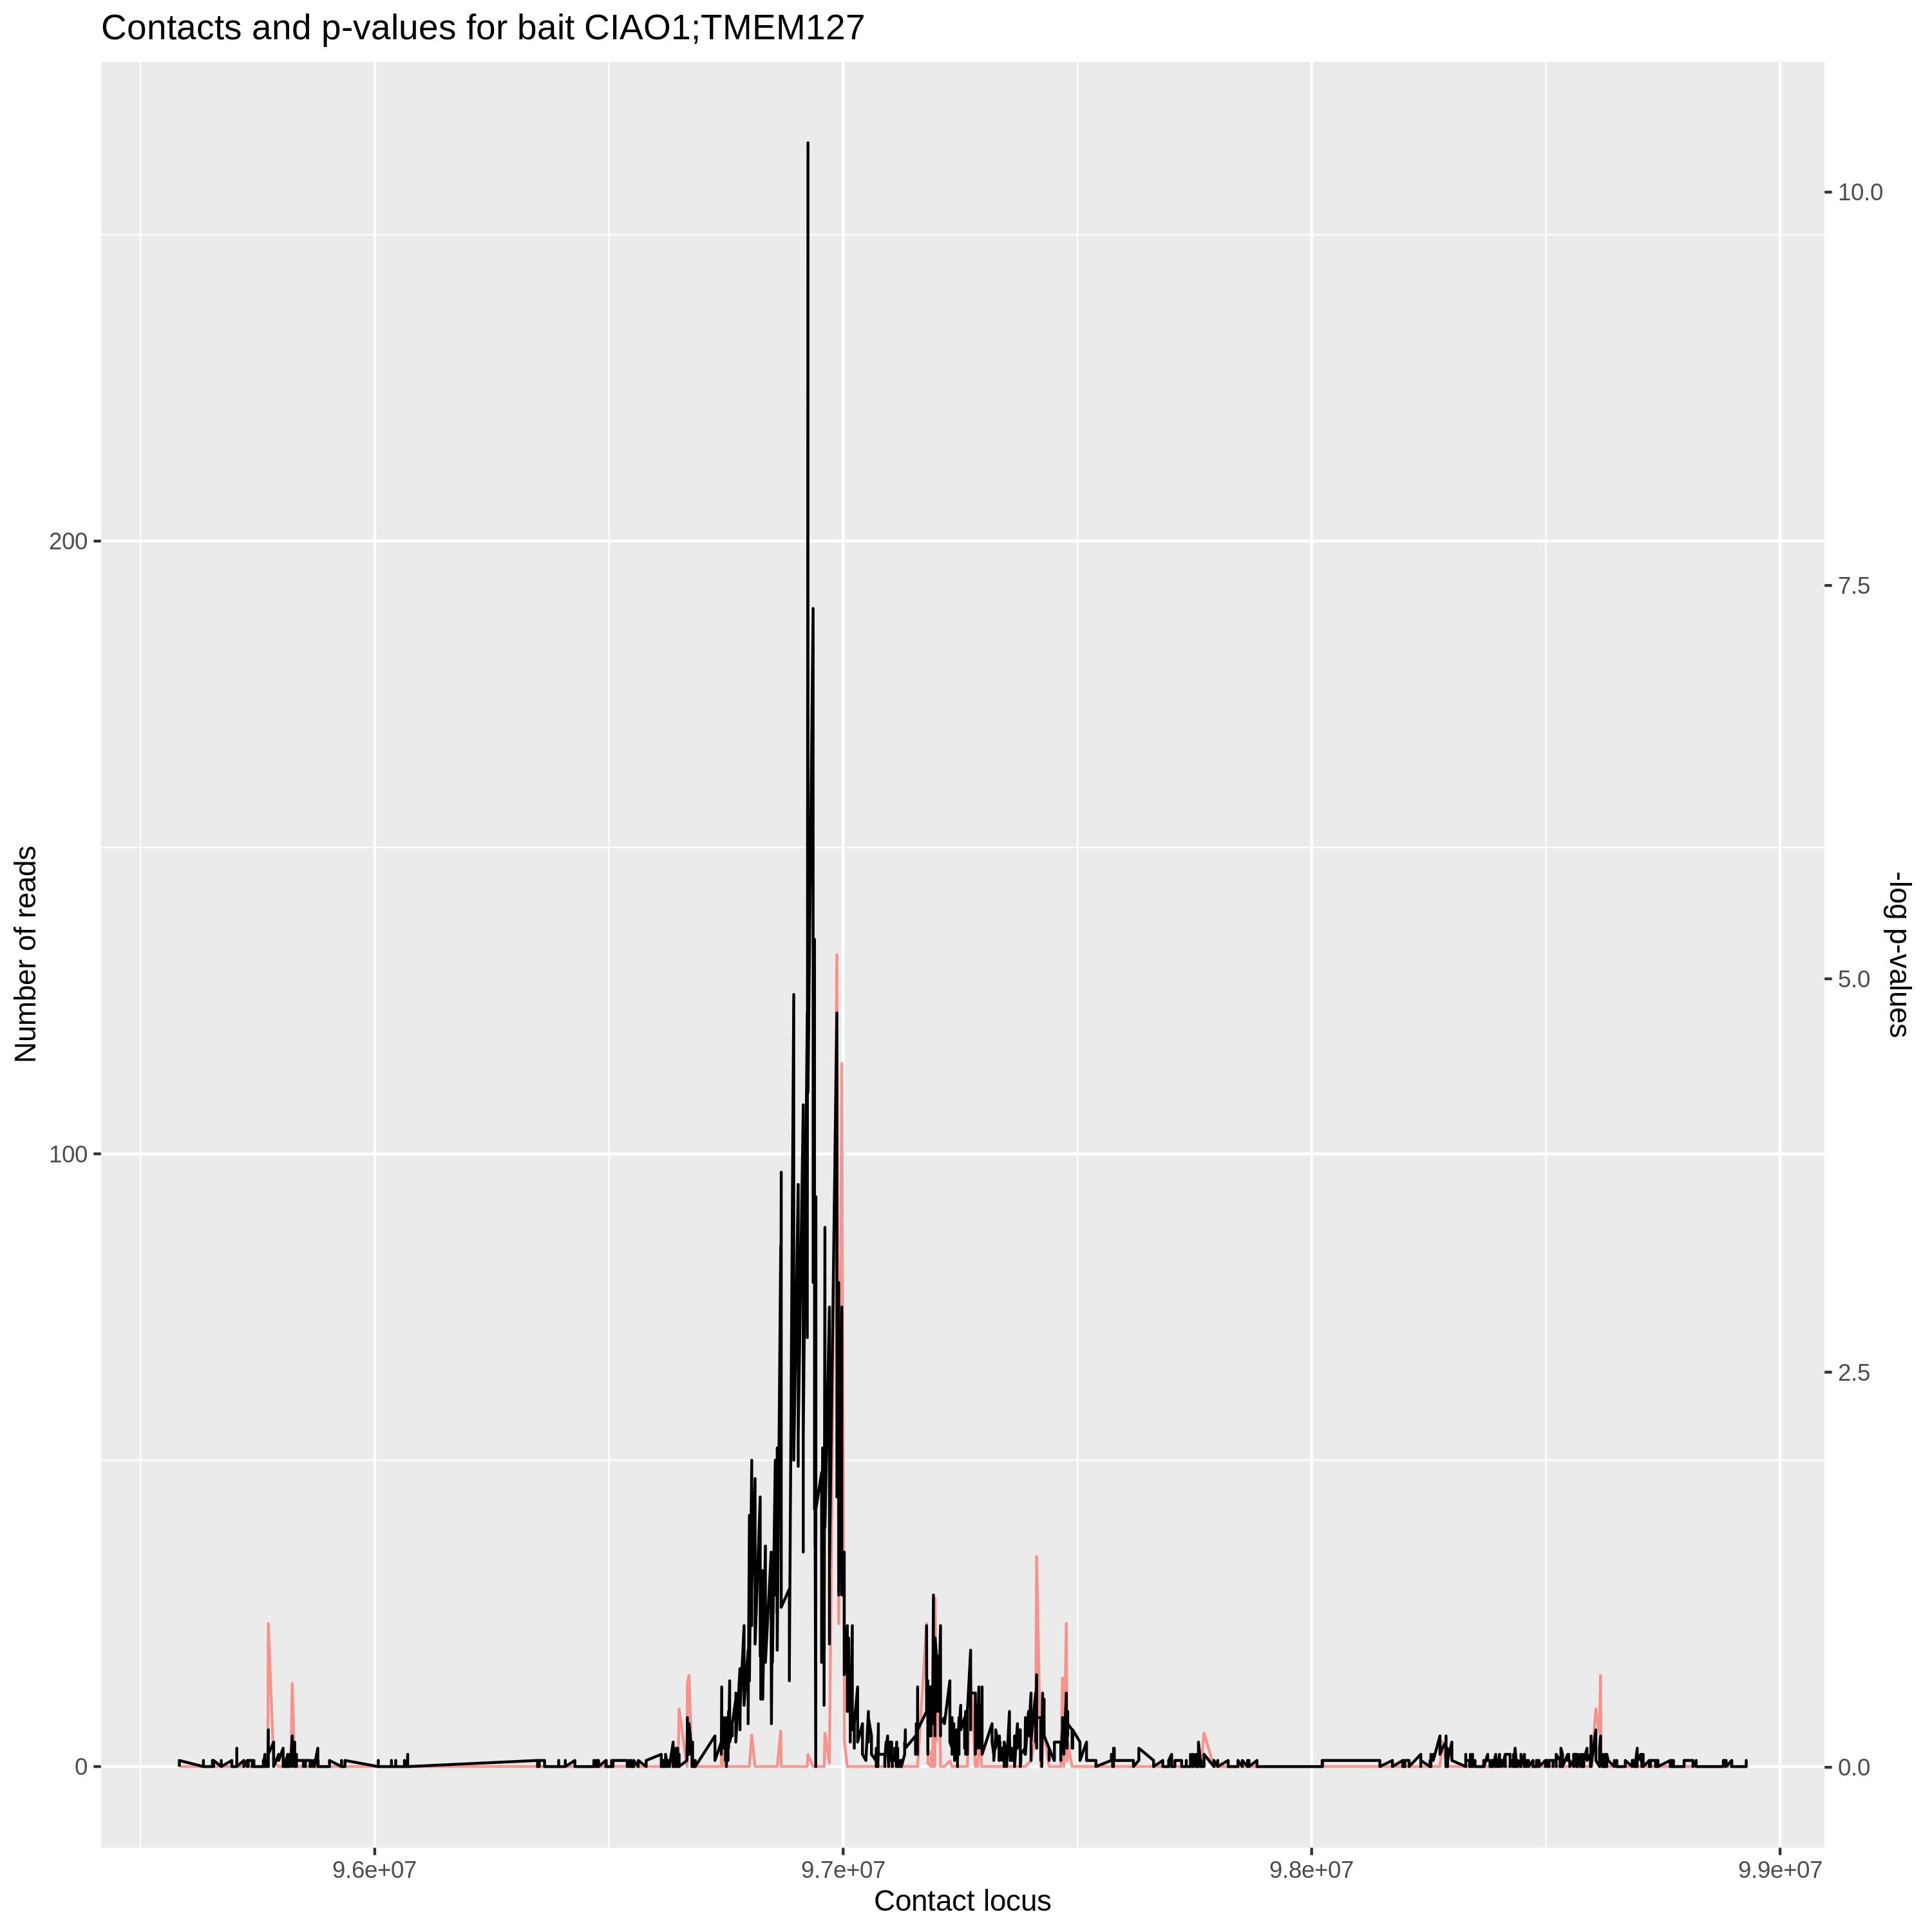 Contacts and p-values for bait CIAO1;TMEM127
Number of reads
200
100
0
10.0
7.5
5.0
2.5
0.0
-log p-values
9.6e+07
9.7e+07
9.8e+07
9.9e+07
Contact locus